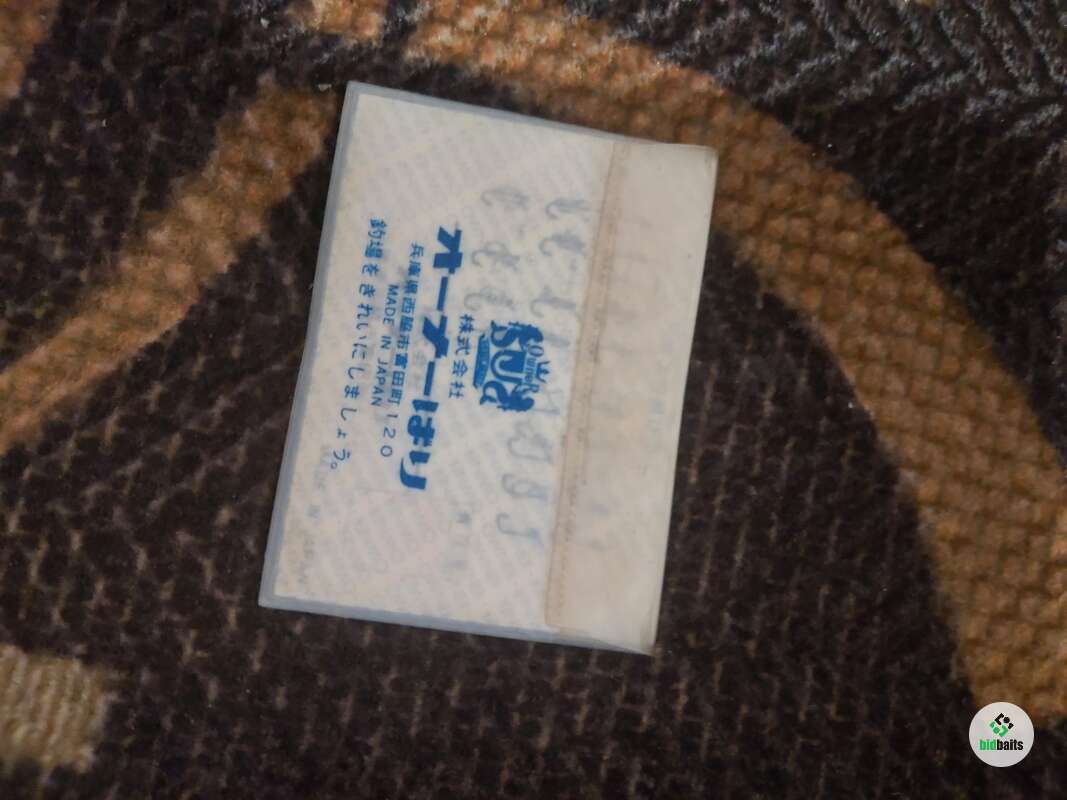 Owner
株式会社
オーナーばり
兵庫県西脇市富田町120
MADE IN JAPAN
釣場をきれいにしましょう。
bidbaits